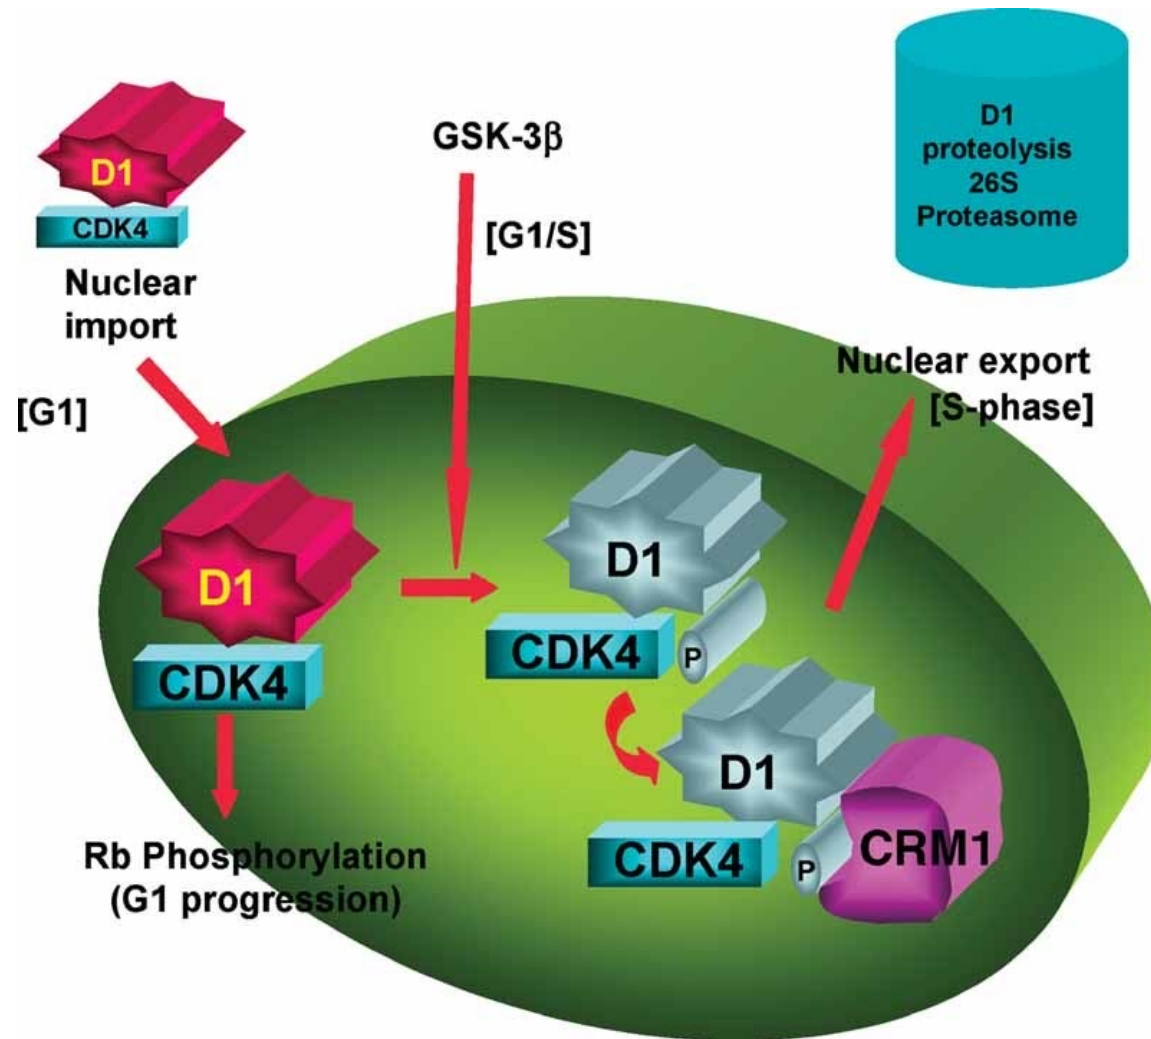 D1
proteolysis
26S
Proteasome
D1
CDK4
GSK-3β
[G1/S]
Nuclear
import
[G1]
Nuclear export
[S-phase]
D1
CDK4
D1
CDK4
P
D1
CDK4
P
CRM1
Rb Phosphorylation
(G1 progression)